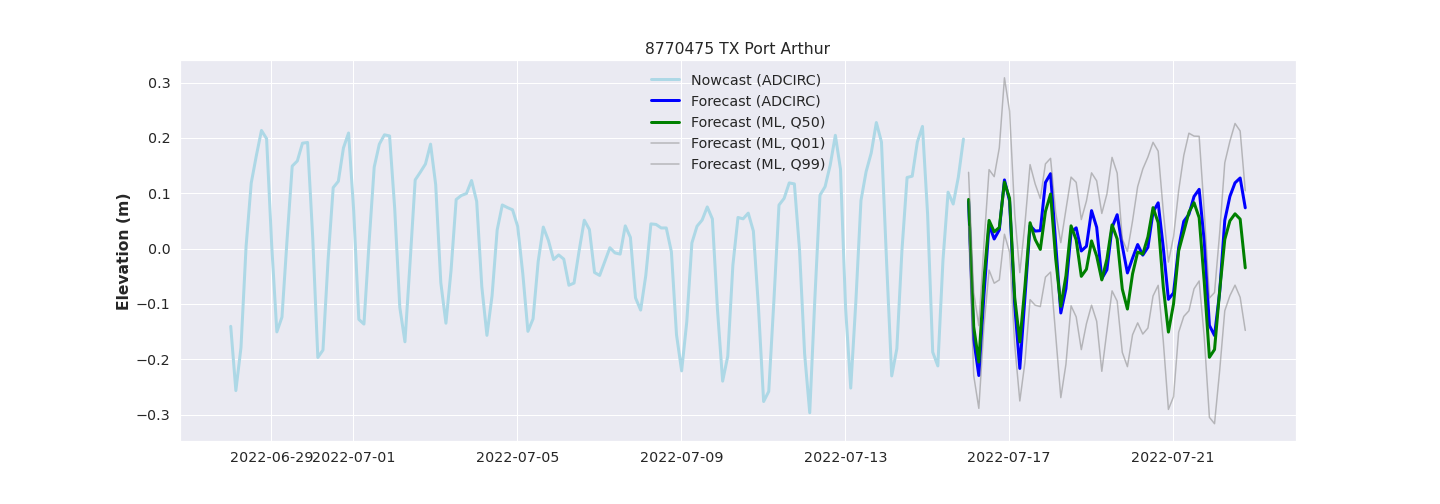 8770475 TX Port Arthur
Nowcast (ADCIRC)
Forecast (ADCIRC)
Forecast (ML, Q50)
Forecast (ML, Q01)
Forecast (ML, Q99)
Elevation (m)
0.3
0.2
0.1
0.0
−0.1
−0.2
−0.3
2022-06-29 2022-07-01 2022-07-05 2022-07-09 2022-07-13 2022-07-17 2022-07-21